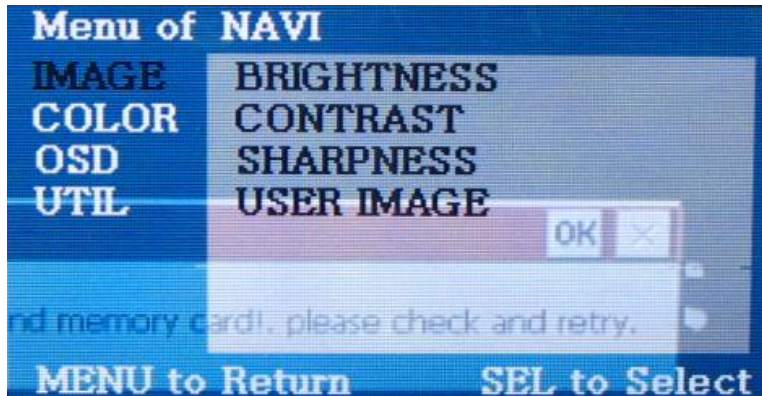 Menu of NAVI
IMAGE BRIGHTNESS
COLOR CONTRAST
OSD SHARPNESS
UTIL USER IMAGE
OK ×
nd memory card!. please check and retry.
MENU to Return SEL to Select